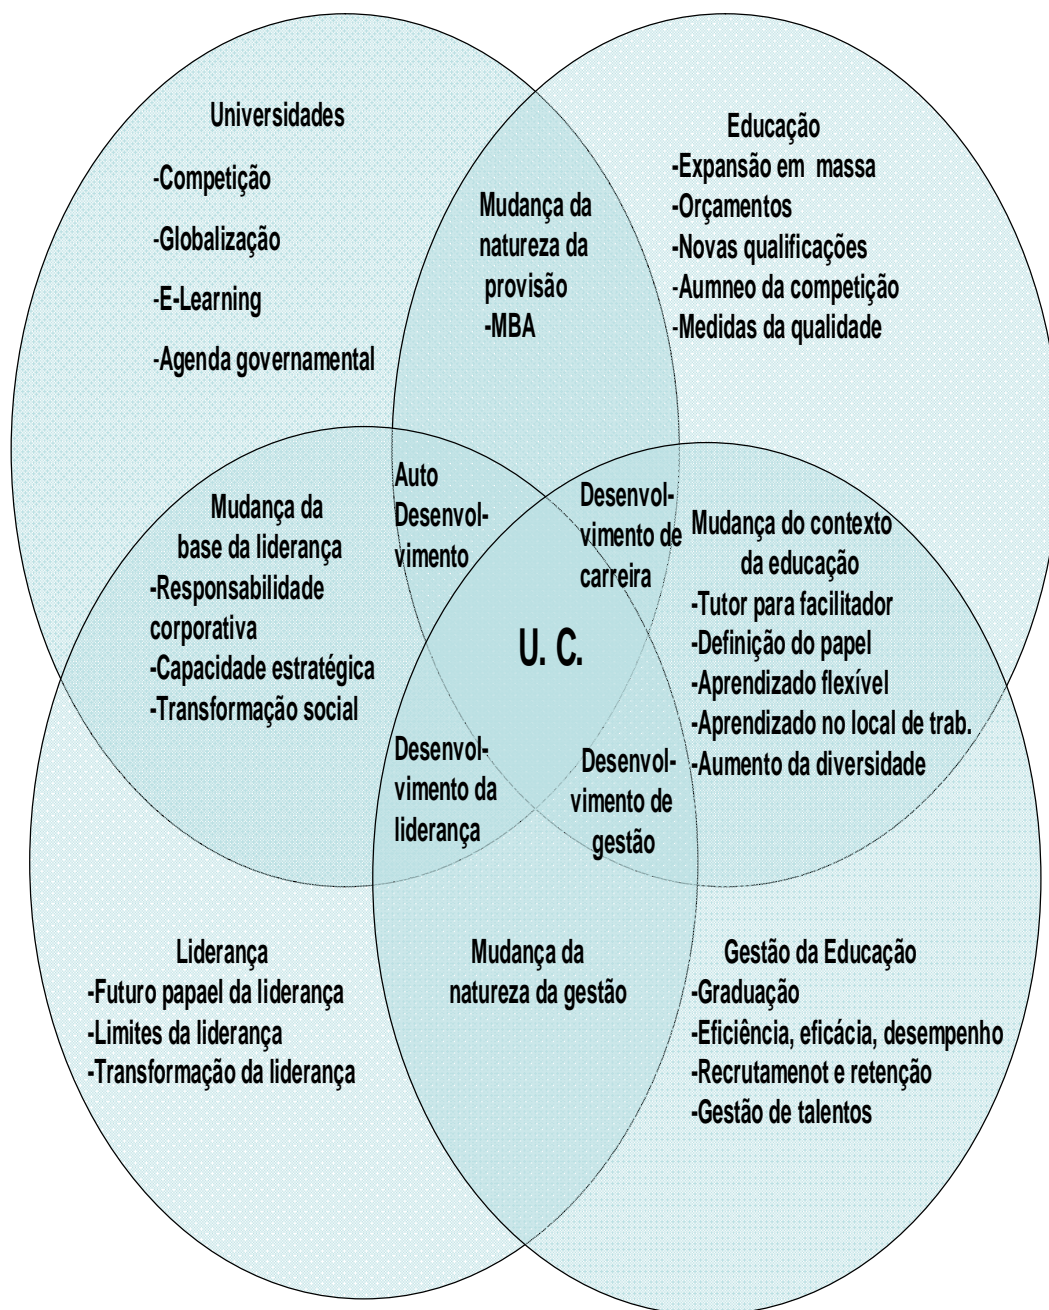 Universidades
-Competição
-Globalização
-E-Learning
-Agenda governamental
Mudança da
natureza da
provisão
-MBA
Educação
-Expansão em massa
-Orçamentos
-Novas qualificações
-Aumneo da competição
-Medidas da qualidade
Mudança da
base da liderança
-Responsabilidade
corporativa
-Capacidade estratégica
-Transformação social
Auto
Desenvol-
vimento
Desenvol-
vimento de
carreira
Mudança do contexto
da educação
-Tutor para facilitador
-Definição do papel
-Aprendizado flexível
-Aprendizado no local de trab.
-Aumento da diversidade
U. C.
Desenvol-
vimento da
liderança
Desenvol-
vimento de
gestão
Liderança
-Futuro papael da liderança
-Limites da liderança
-Transformação da liderança
Mudança da
natureza da gestão
Gestão da Educação
-Graduação
-Eficiência, eficácia, desempenho
-Recrutamenot e retenção
-Gestão de talentos